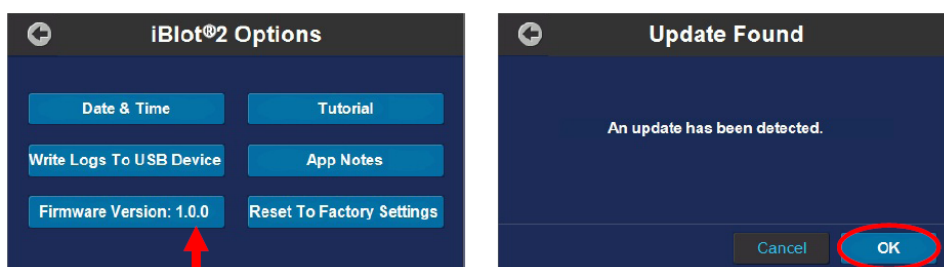 iBlot®2 Options
Date & Time
Tutorial
Write Logs To USB Device
App Notes
Firmware Version: 1.0.0
Reset To Factory Settings
Update Found
An update has been detected.
Cancel
OK